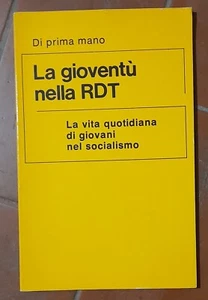 Di prima mano
La gioventù
nella RDT
La vita quotidiana
di giovani
nel socialismo